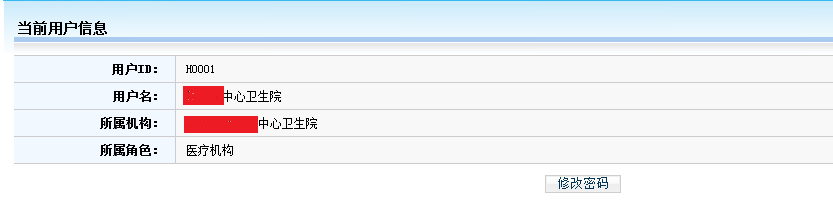 当前用户信息
用户ID： H0001
用户名： 中心卫生院
所属机构： 中心卫生院
所属角色： 医疗机构
修改密码